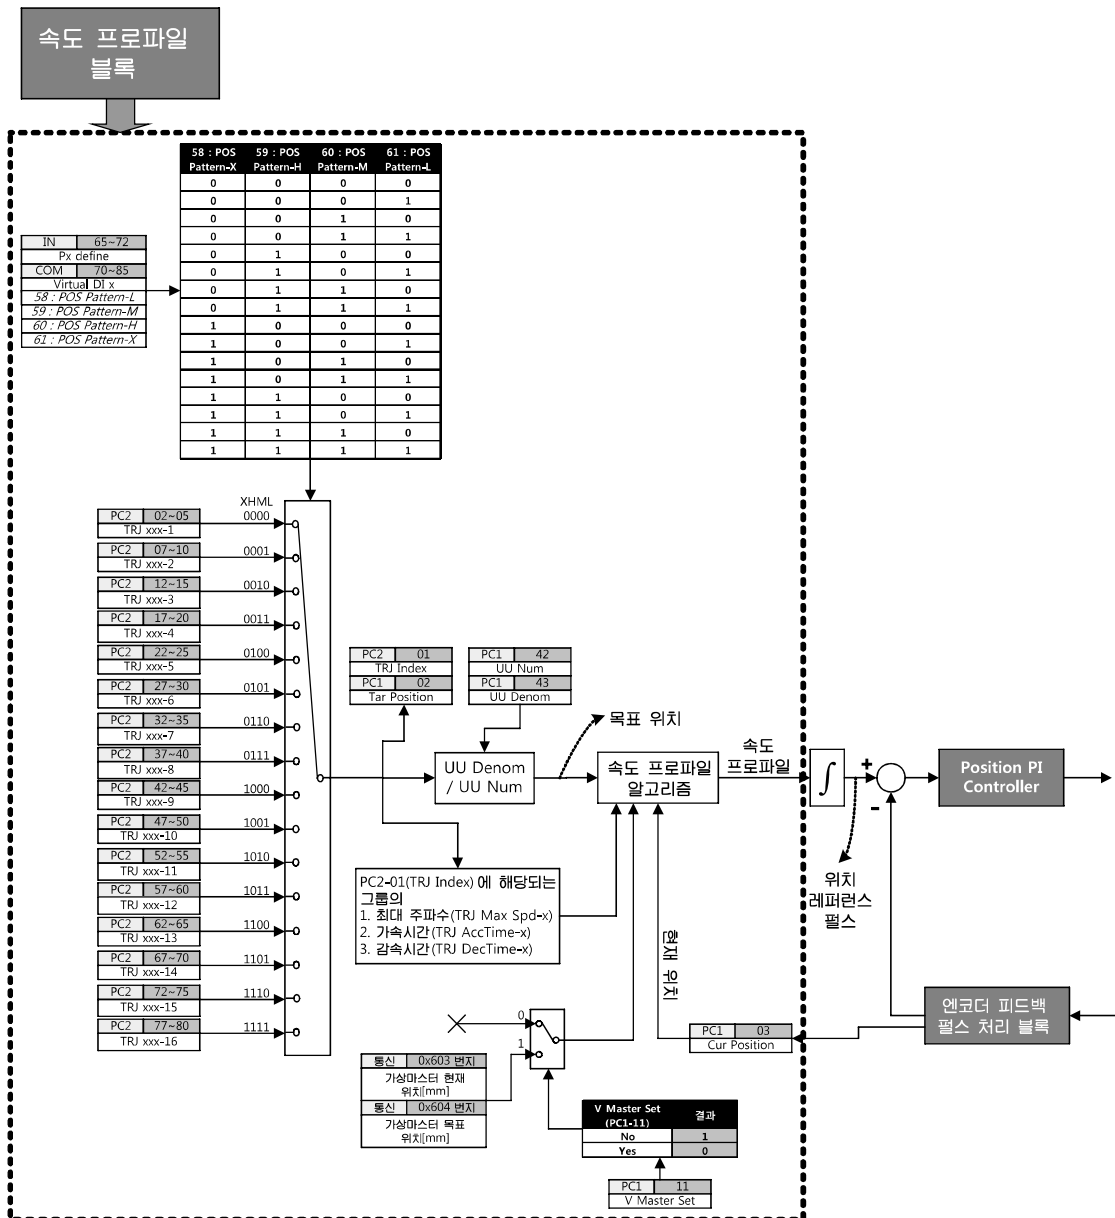 속도 프로파일
블록
58 : POS Pattern-X 59 : POS Pattern-H 60 : POS Pattern-M 61 : POS Pattern-L
0 0 0 0
0 0 0 1
0 0 1 0
0 0 1 1
0 1 0 0
0 1 0 1
0 1 1 0
0 1 1 1
1 0 0 0
1 0 0 1
1 0 1 0
1 0 1 1
1 1 0 0
1 1 0 1
1 1 1 0
1 1 1 1
IN 65~72
Px define
COM 70~85
Virtual DI x
58 : POS Pattern-L
59 : POS Pattern-M
60 : POS Pattern-H
61 : POS Pattern-X
XHML
PC2 02~05 0000
TRJ xxx-1
PC2 07~10 0001
TRJ xxx-2
PC2 12~15 0010
TRJ xxx-3
PC2 17~20 0011
TRJ xxx-4
PC2 22~25 0100
TRJ xxx-5
PC2 27~30 0101
TRJ xxx-6
PC2 32~35 0110
TRJ xxx-7
PC2 37~40 0111
TRJ xxx-8
PC2 42~45 1000
TRJ xxx-9
PC2 47~50 1001
TRJ xxx-10
PC2 52~55 1010
TRJ xxx-11
PC2 57~60 1011
TRJ xxx-12
PC2 62~65 1100
TRJ xxx-13
PC2 67~70 1101
TRJ xxx-14
PC2 72~75 1110
TRJ xxx-15
PC2 77~80 1111
TRJ xxx-16
PC2 01
TRJ Index
PC1 02
Tar Position
PC1 42
UU Num
PC1 43
UU Denom
목표 위치
UU Denom
/ UU Num
속도 프로파일
알고리즘
속도
프로파일
∫
+
-
Position PI
Controller
위치
레퍼런스
펄스
PC2-01(TRJ Index) 에 해당되는
그룹의
1. 최대 주파수(TRJ Max Spd-x)
2. 가속시간(TRJ AccTime-x)
3. 감속시간(TRJ DecTime-x)
현재 위치
엔코더 피드백
펄스 처리 블록
PC1 03
Cur Position
0
1
통신 0x603 번지
가상마스터 현재
위치[mm]
통신 0x604 번지
가상마스터 목표
위치[mm]
V Master Set
(PC1-11) 결과
No 1
Yes 0
PC1 11
V Master Set